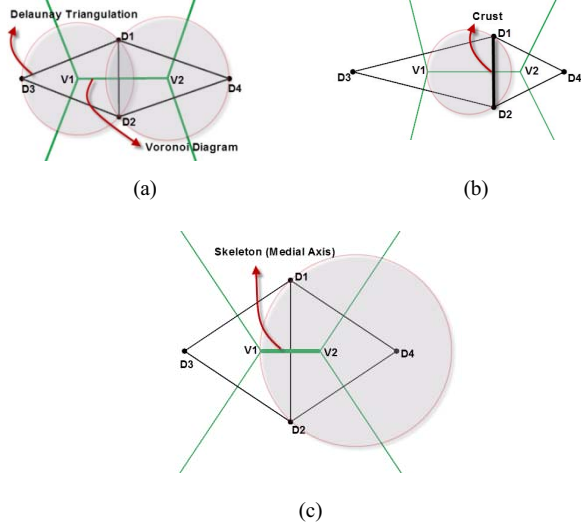 Delaunay Triangulation
D1
V1
V2
D3
D4
D2
Voronoi Diagram
(a)
Crust
D1
V1
V2
D3
D4
D2
(b)
Skeleton (Medial Axis)
D1
V1
V2
D3
D4
D2
(c)